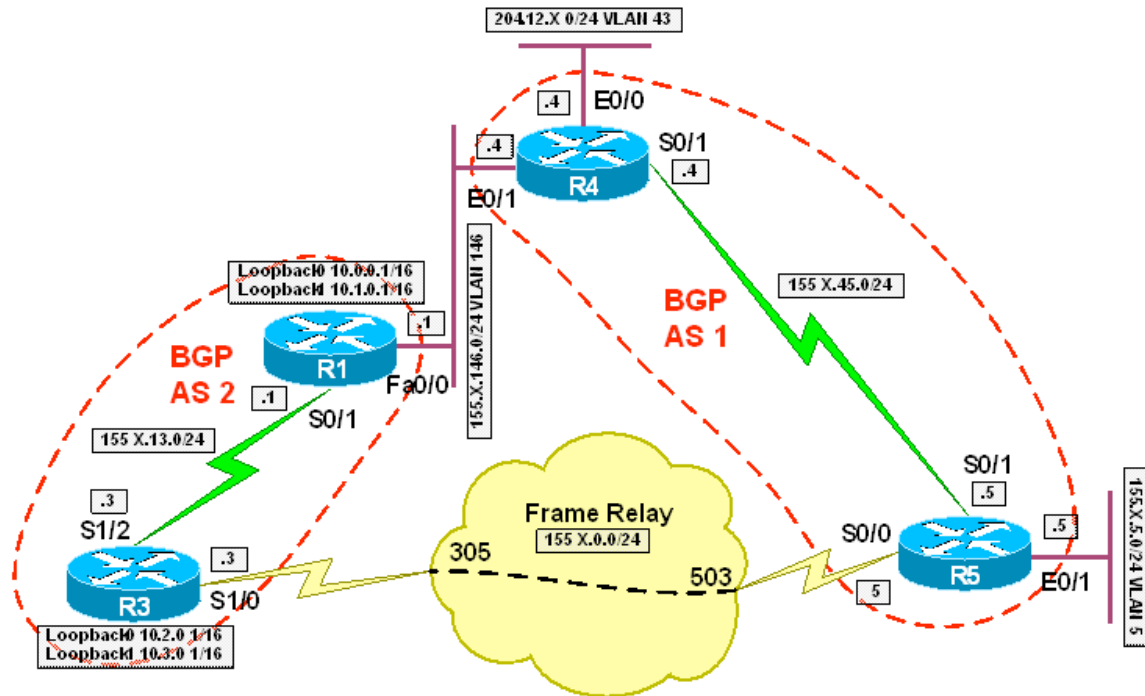 204.12.X 0/24 VLAN 43
.4
E0/0
.4
S0/1
R4
.4
E0/1
Loopback0 10.0.0.1/16
Loopback1 10.1.0.1/16
155.X.146.0/24 VLAN 146
155 X.45.0/24
BGP
AS 1
.1
BGP
AS 2
R1
Fa0/0
.1
S0/1
155 X.13.0/24
S0/1
.5
.3
S1/2
Frame Relay
155 X.0.0/24
S0/0
.5
155.X.5.0/24 VLAN 5
.3
305
503
R5
E0/1
R3
S1/0
5
Loopback0 10.2.0 1/16
Loopback1 10.3.0 1/16